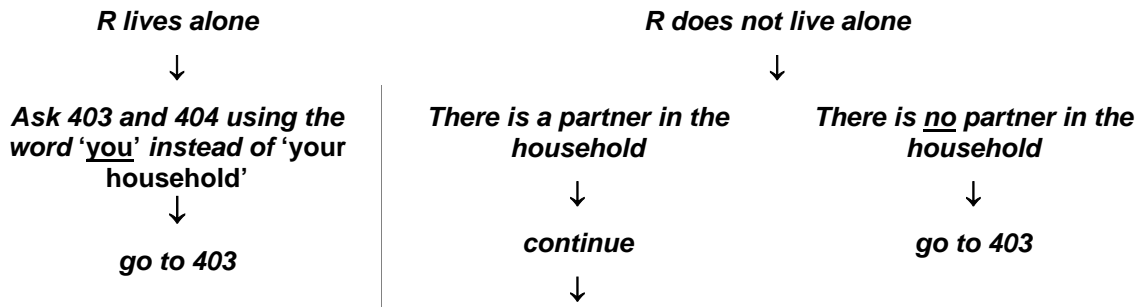 R lives alone
R does not live alone
↓
↓
Ask 403 and 404 using the
word ‘you’ instead of ‘your
household’
↓
go to 403
There is a partner in the
household
↓
continue
↓
There is no partner in the
household
↓
go to 403